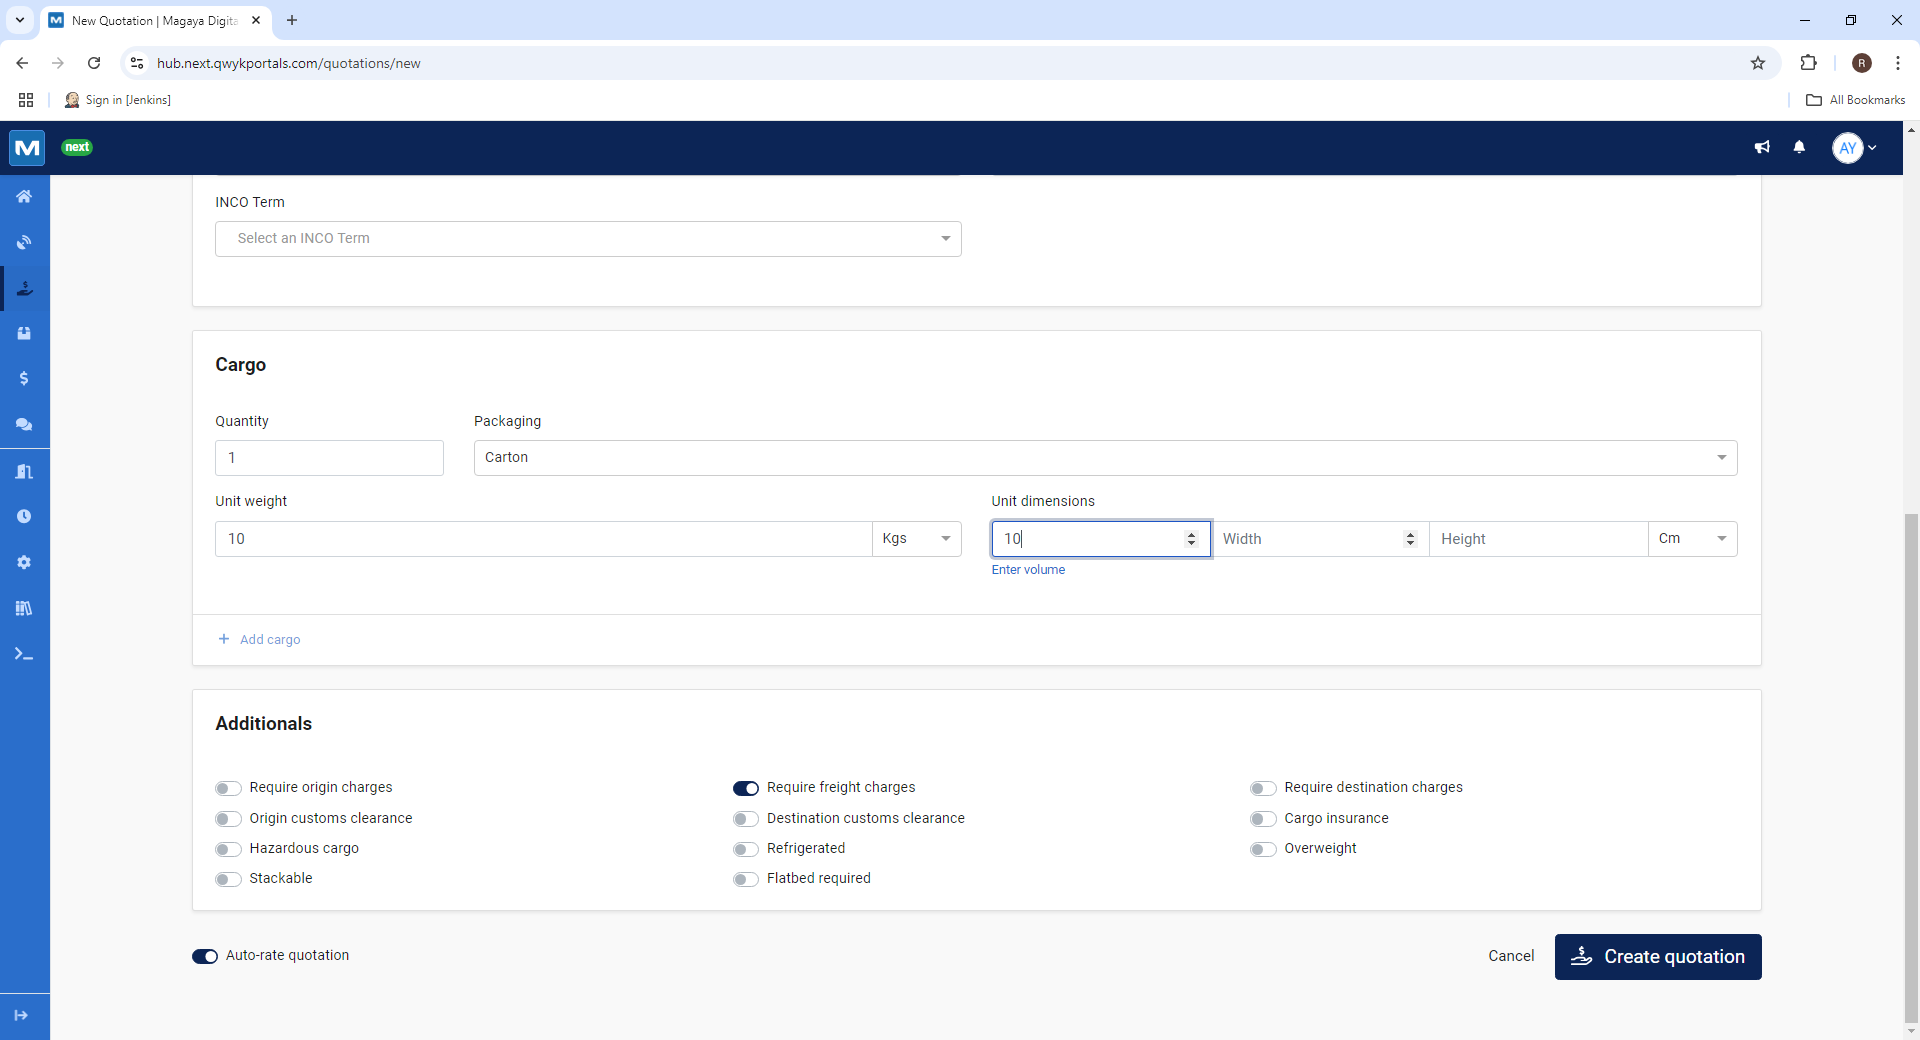 New Quotation | Magaya Digita
hub.next.qwykportals.com/quotations/new
R
Sign in [Jenkins]
All Bookmarks
M next
AY
INCO Term
Select an INCO Term
Cargo
Quantity Packaging
1 Carton
Unit weight Unit dimensions
10 Kgs 10 Width Height Cm
Enter volume
+ Add cargo
Additionals
Require origin charges Require freight charges Require destination charges
Origin customs clearance Destination customs clearance Cargo insurance
Hazardous cargo Refrigerated Overweight
Stackable Flatbed required
Auto-rate quotation Cancel Create quotation